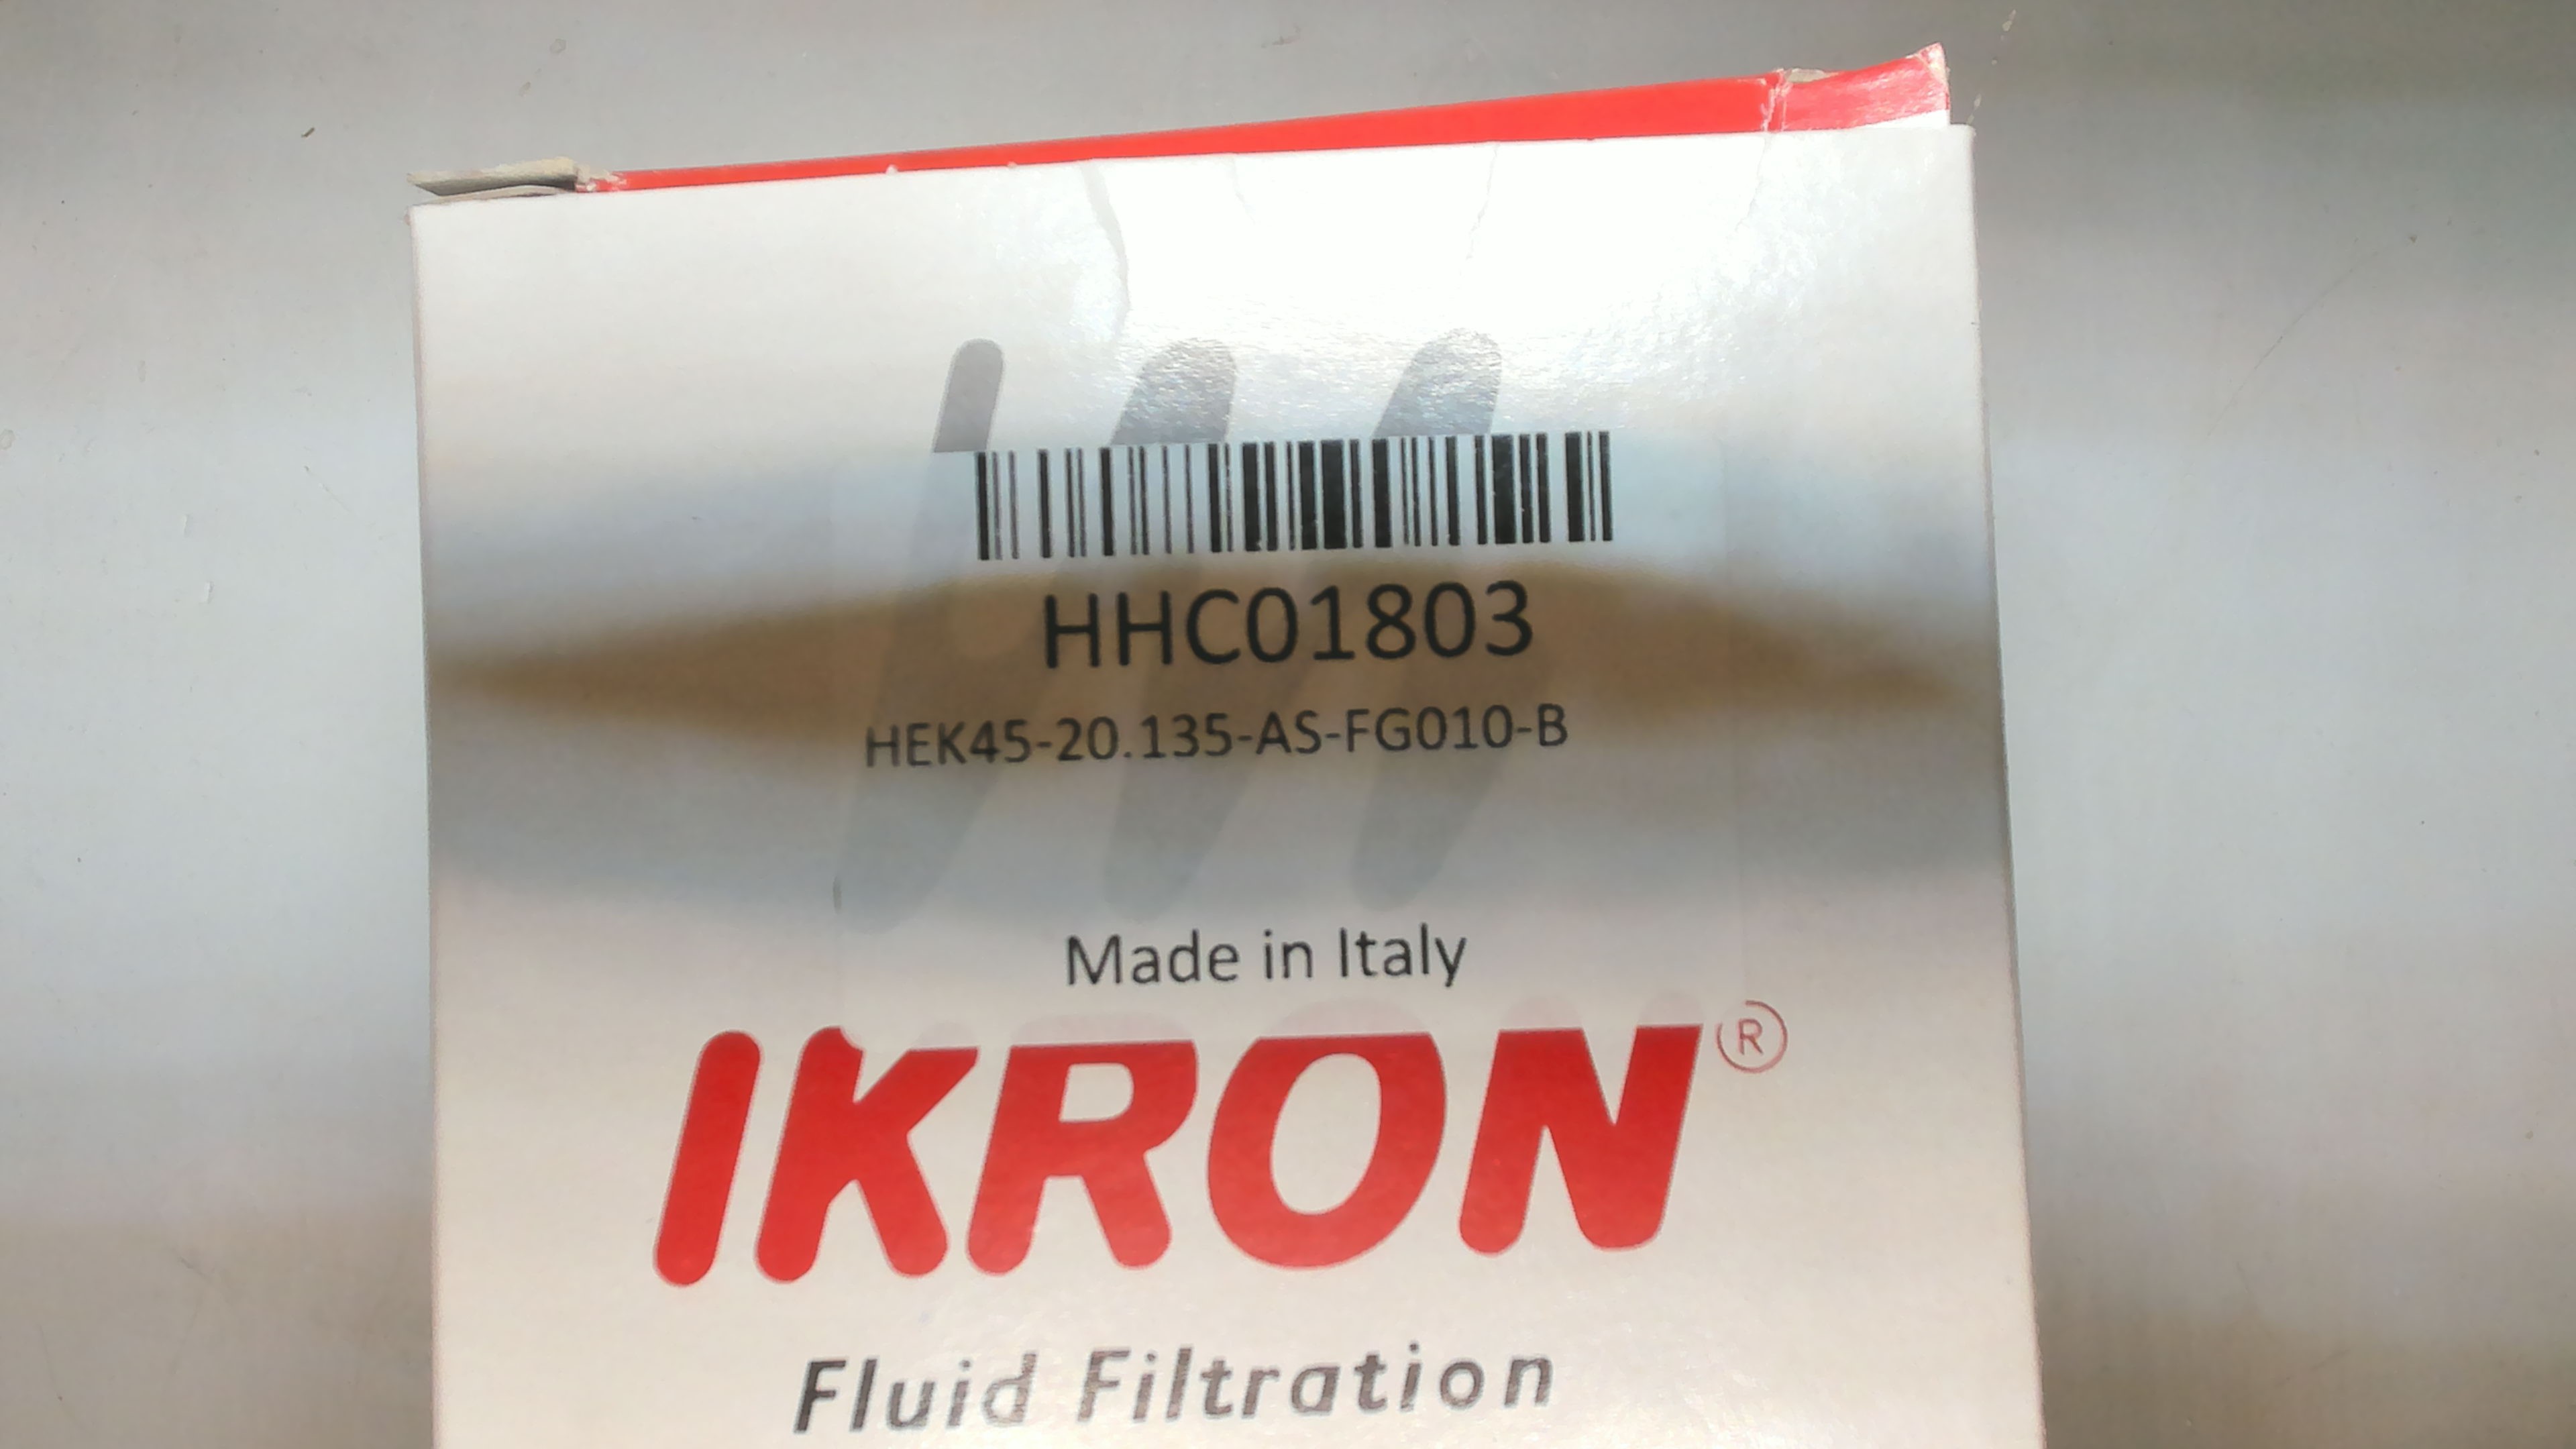 HHC01803
HEK45-20.135-AS-FG010-B
Made in Italy
IKRON®
Fluid Filtration